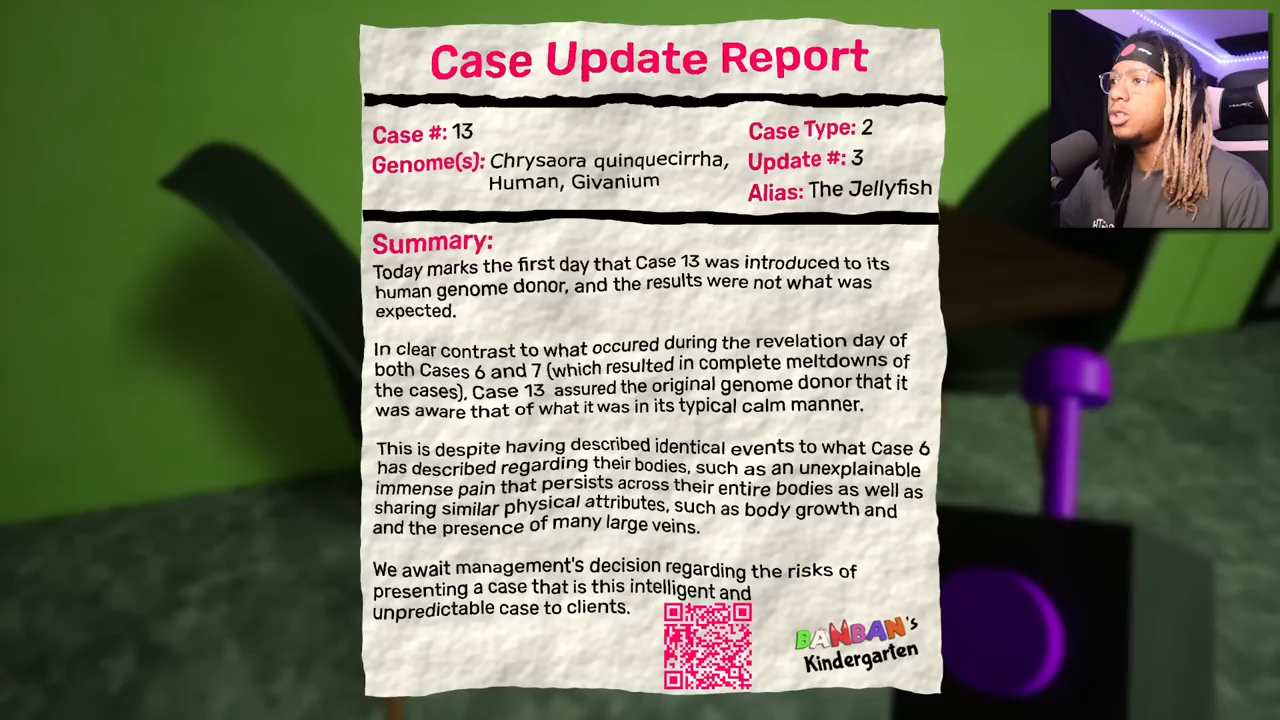 Case Update Report
Case #: 13
Case Type: 2
Genome(s): Chrysaora quinquecirrha,
Human, Givanium
Update #: 3
Alias: The Jellyfish
Summary:
Today marks the first day that Case 13 was introduced to its
human genome donor, and the results were not what was
expected.
In clear contrast to what occured during the revelation day of
both Cases 6 and 7 (which resulted in complete meltdowns of
the cases), Case 13 assured the original genome donor that it
was aware that of what it was in its typical calm manner.
This is despite having described identical events to what Case 6
has described regarding their bodies, such as an unexplainable
immense pain that persists across their entire bodies as well as
sharing similar physical attributes, such as body growth and
and the presence of many large veins.
We await management's decision regarding the risks of
presenting a case that is this intelligent and
unpredictable case to clients.
BANBAN's
Kindergarten